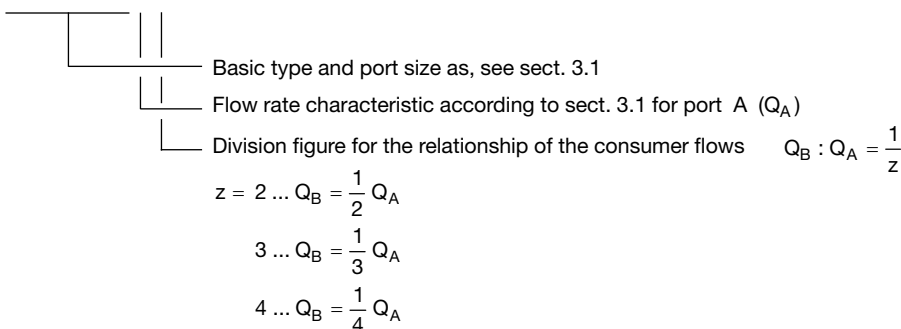 Basic type and port size as, see sect. 3.1
Flow rate characteristic according to sect. 3.1 for port A (Q_A)
Division figure for the relationship of the consumer flows Q_B : Q_A = 1/z
z = 2 ... Q_B = 1/2 Q_A
3 ... Q_B = 1/3 Q_A
4 ... Q_B = 1/4 Q_A